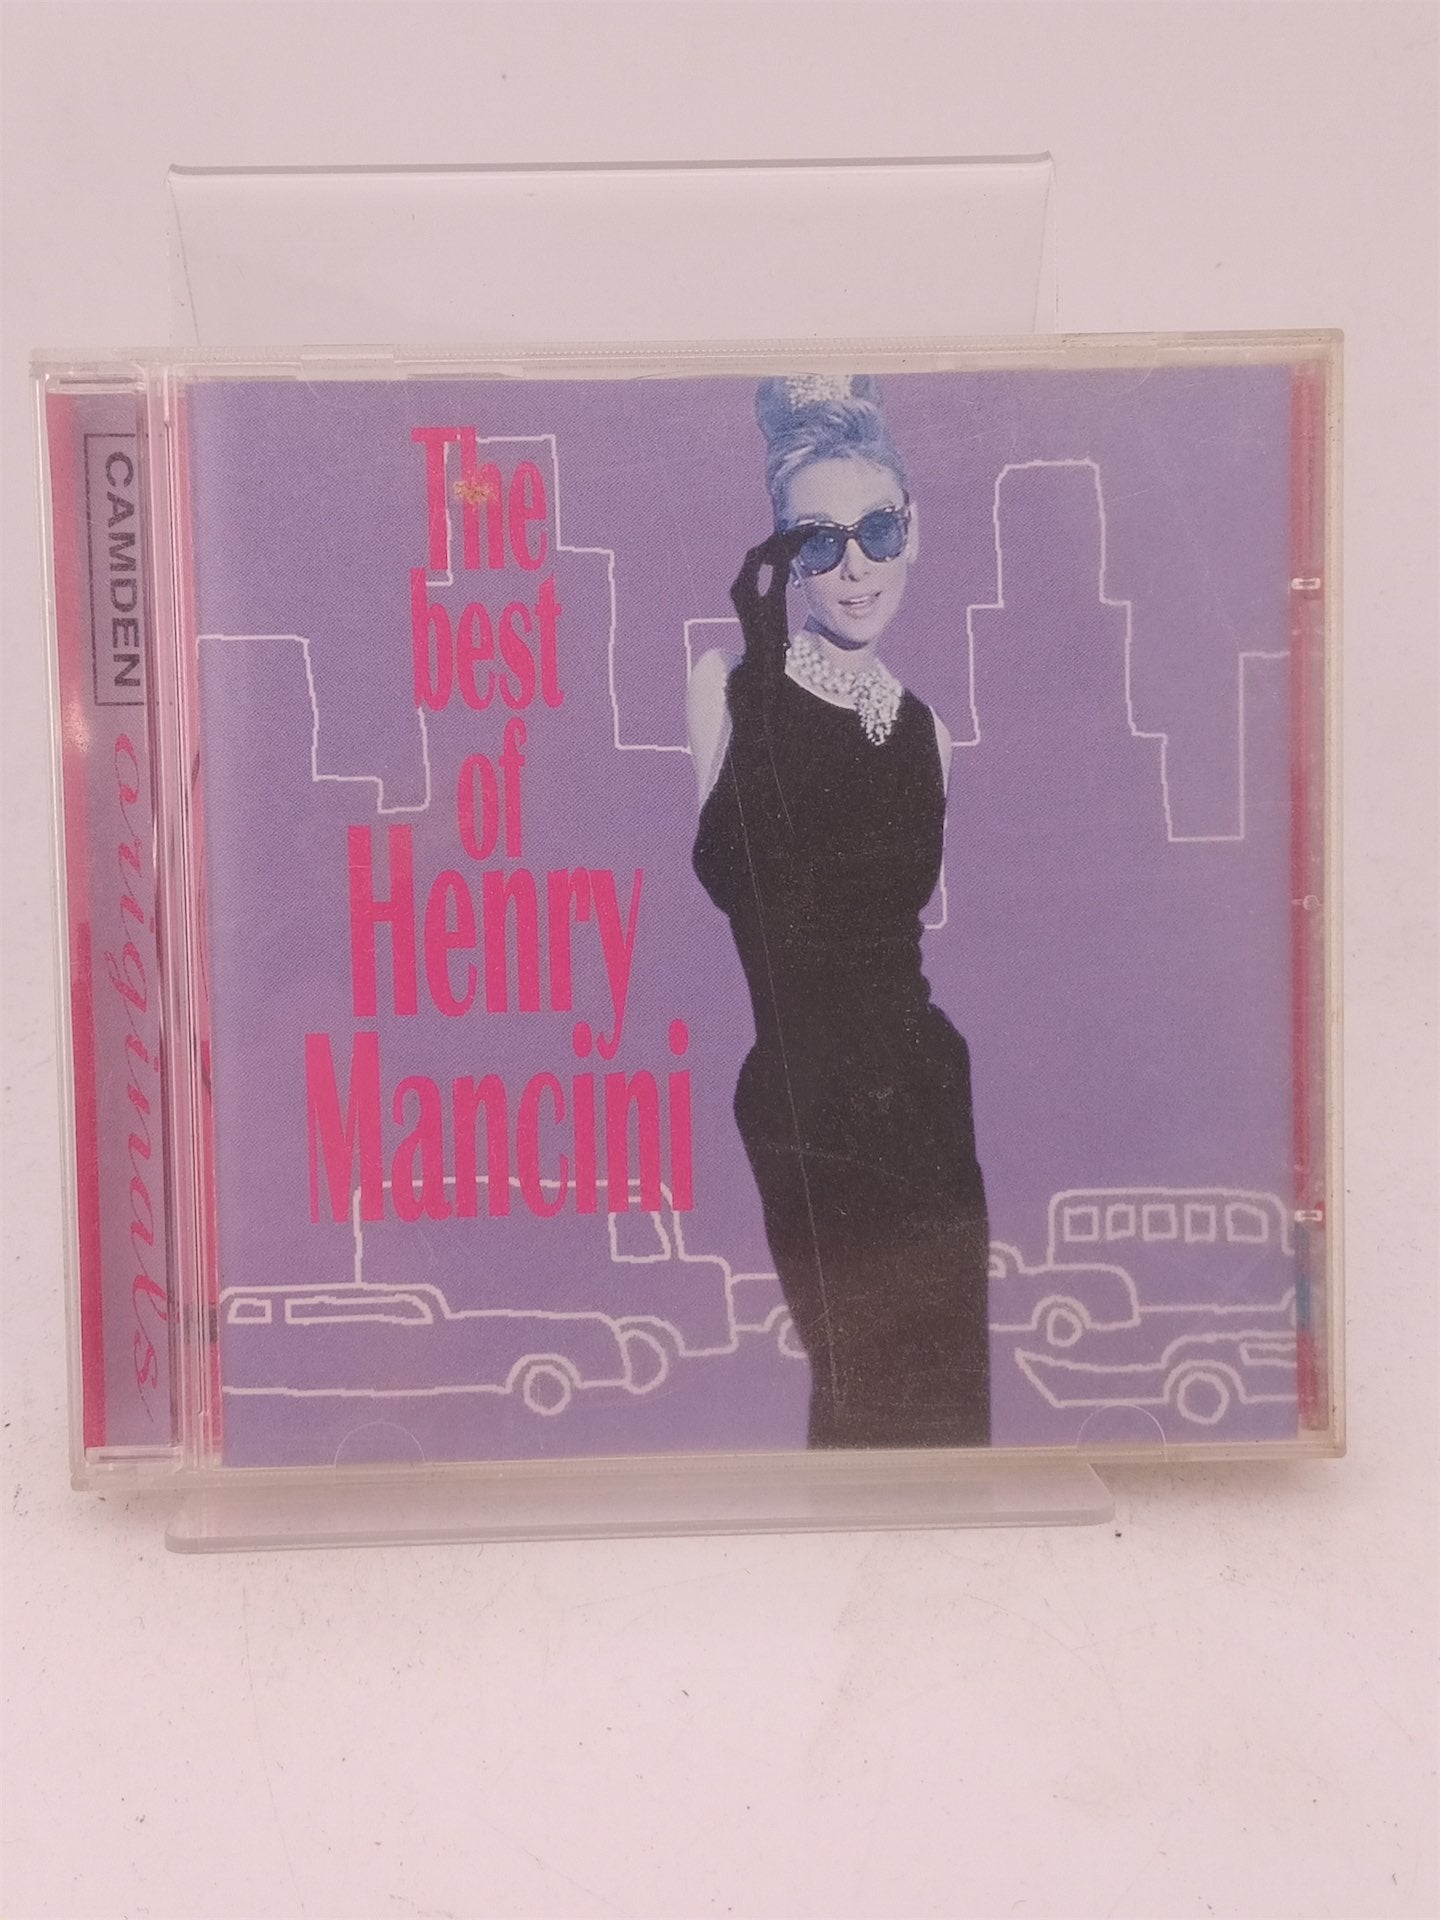 CAMDEN originals
The
best
of
Henry
Mancini